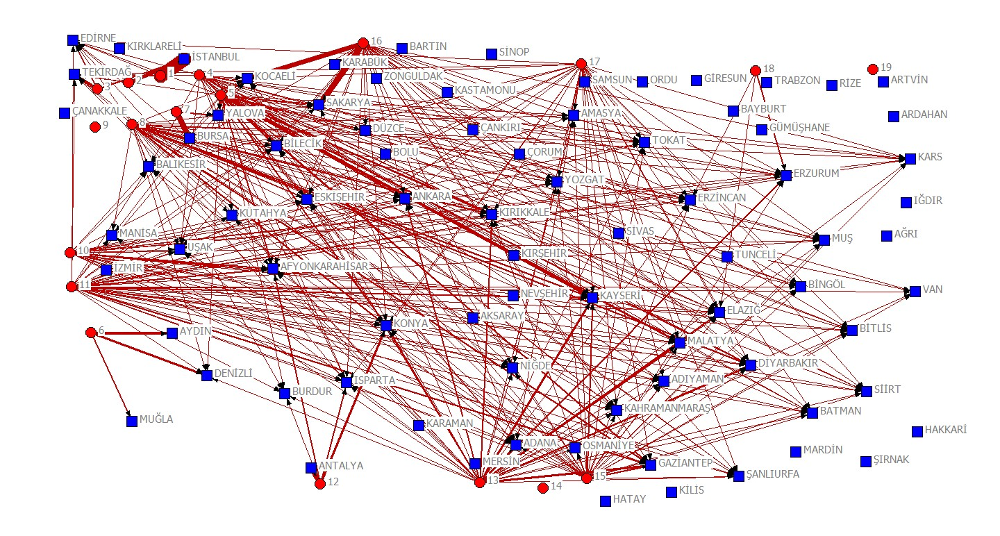 EDİRNE
KIRKLARELİ
İSTANBUL
16
BARTIN
SİNOP
17
18
19
TEKİRDAĞ
1
2
3
4
KOCAELİ
KARABÜK
ZONGULDAK
KASTAMONU
SAMSUN
ORDU
GİRESUN
TRABZON
RİZE
ARTVİN
5
ÇANAKKALE
7
YALOVA
SAKARYA
AMASYA
BAYBURT
ARDAHAN
9
8
BURSA
BİLECİK
DÜZCE
ÇANKIRI
GÜMÜŞHANE
TOKAT
BOLU
ÇORUM
KARS
BALIKESİR
YOZGAT
ERZURUM
ESKİŞEHİR
ANKARA
ERZİNCAN
IĞDIR
KÜTAHYA
KIRIKKALE
MANİSA
SİVAS
MUŞ
AĞRI
10
UŞAK
KIRŞEHİR
TUNCELİ
İZMİR
AFYONKARAHİSAR
11
NEVŞEHİR
KAYSERİ
BİNGÖL
VAN
ELAZIĞ
6
AYDIN
KONYA
AKSARAY
BİTLİS
MALATYA
DENİZLİ
ISPARTA
NİĞDE
DİYARBAKIR
BURDUR
ADIYAMAN
SİİRT
MUĞLA
KARAMAN
KAHRAMANMARAŞ
BATMAN
HAKKARİ
ADANA
OSMANİYE
MARDİN
ANTALYA
MERSİN
GAZİANTEP
ŞIRNAK
12
13
14
15
ŞANLIURFA
HATAY
KİLİS